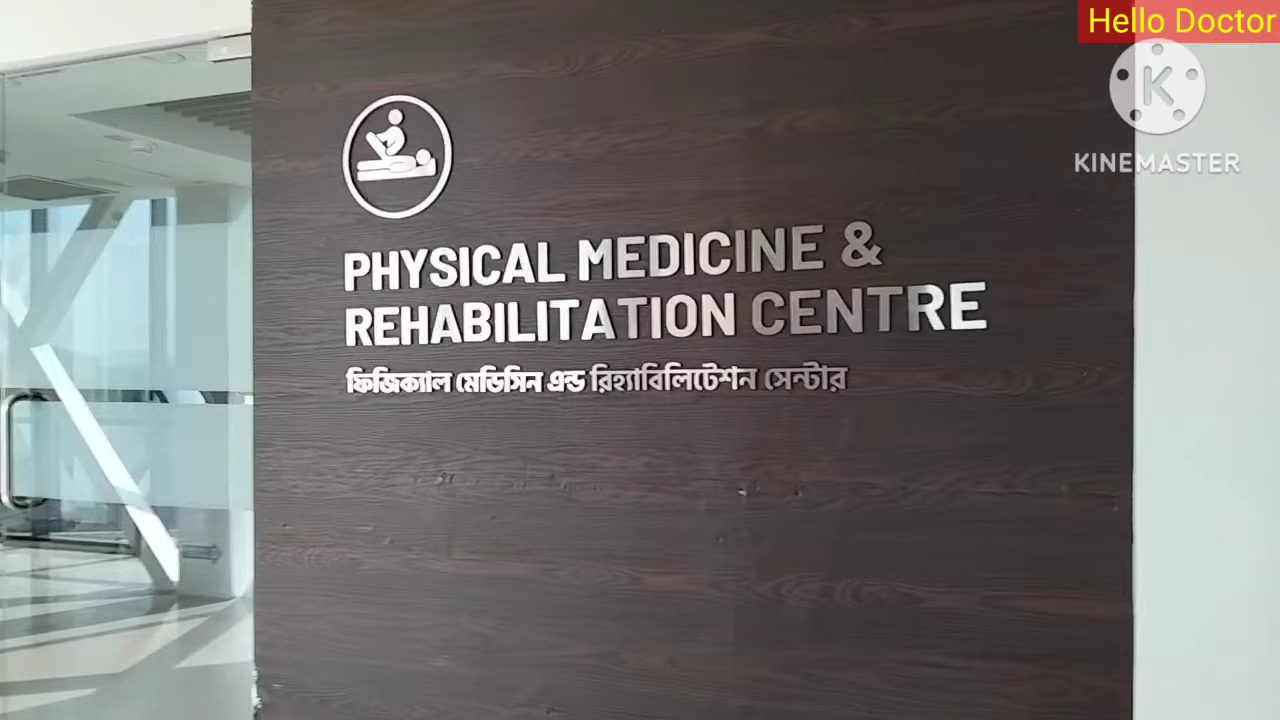 Hello Doctor
K
KINEMASTER
PHYSICAL MEDICINE &
REHABILITATION CENTRE
ফিজিক্যাল মেডিসিন এন্ড রিহ্যাবিলিটেশন সেন্টার